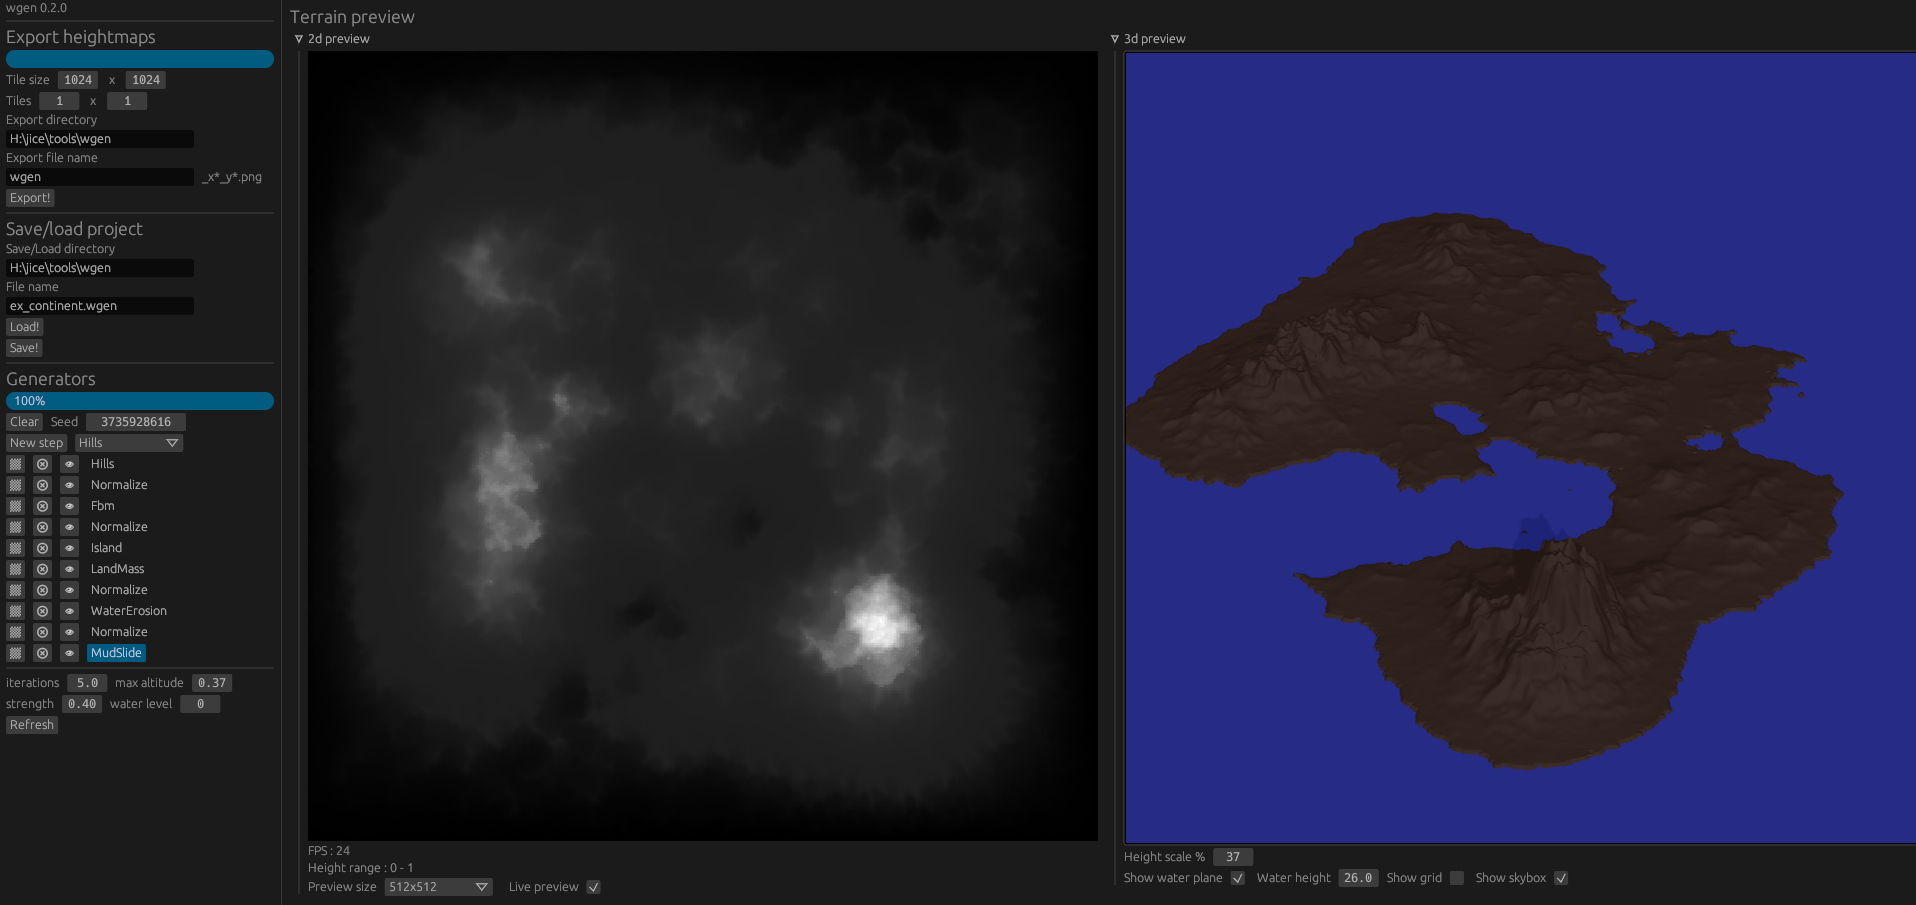 wgen 0.2.0
Export heightmaps
Tile size 1024 x 1024
Tiles 1 x 1
Export directory
H:\jice\tools\wgen
Export file name
wgen _x*_y*.png
Export!
Save/load project
Save/Load directory
H:\jice\tools\wgen
File name
ex_continent.wgen
Load!
Save!
Generators
100%
Clear Seed 3735928616
New step Hills
Hills
Normalize
Fbm
Normalize
Island
LandMass
Normalize
WaterErosion
Normalize
MudSlide
iterations 5.0 max altitude 0.37
strength 0.40 water level 0
Refresh
Terrain preview
2d preview
FPS : 24
Height range : 0 - 1
Preview size 512x512 Live preview
3d preview
Height scale % 37
Show water plane Water height 26.0 Show grid Show skybox